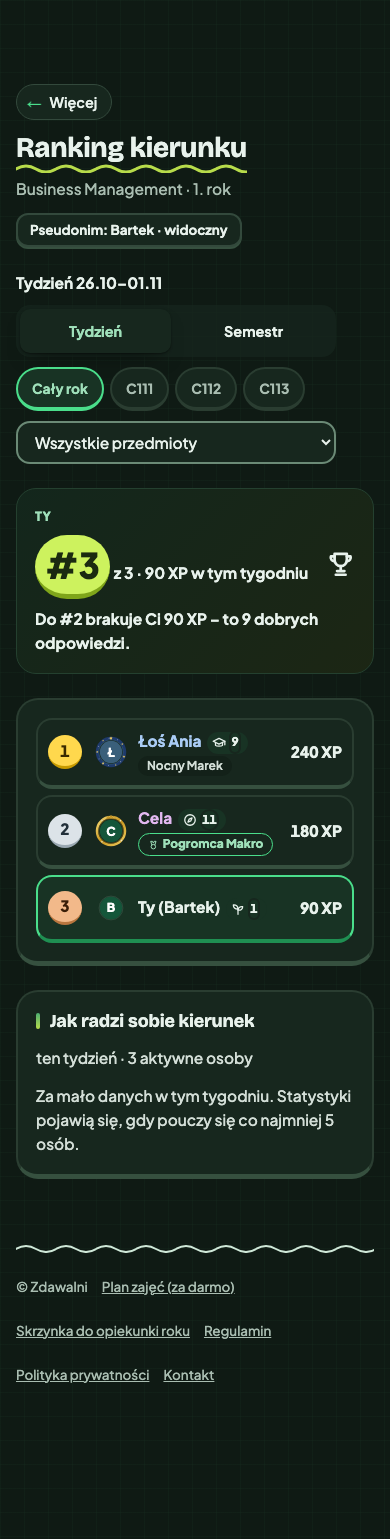 ← Więcej
Ranking kierunku
Business Management · 1. rok
Pseudonim: Bartek · widoczny
Tydzień 26.10–01.11
Tydzień Semestr
Cały rok C111 C112 C113
Wszystkie przedmioty
TY
#3 z 3 · 90 XP w tym tygodniu
Do #2 brakuje Ci 90 XP – to 9 dobrych
odpowiedzi.
1 Ł Łoś Ania 9 240 XP
Nocny Marek
2 C Cela 11 180 XP
Pogromca Makro
3 B Ty (Bartek) 1 90 XP
Jak radzi sobie kierunek
ten tydzień · 3 aktywne osoby
Za mało danych w tym tygodniu. Statystyki
pojawią się, gdy pouczy się co najmniej 5
osób.
© Zdawalni Plan zajęć (za darmo)
Skrzynka do opiekunki roku Regulamin
Polityka prywatności Kontakt